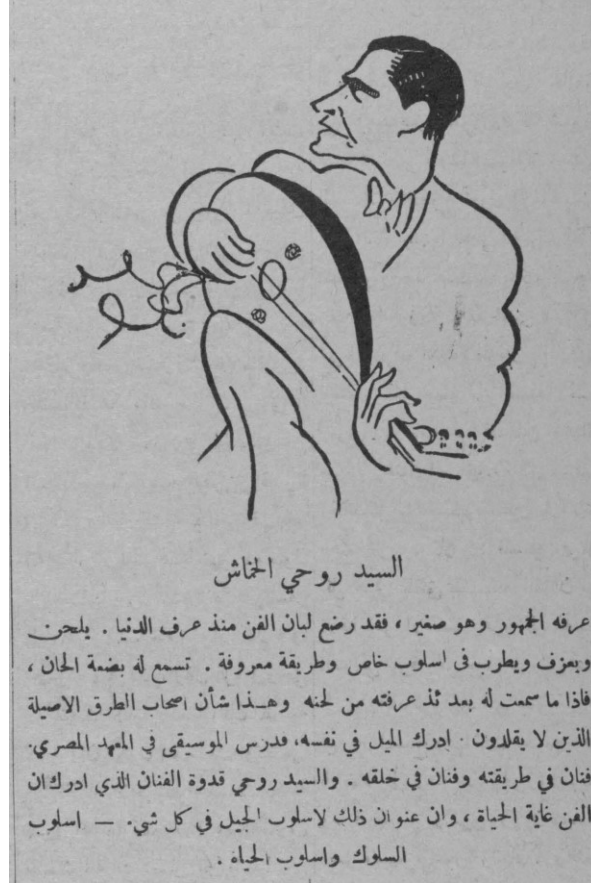 السيد روحي الخماش
عرفه الجمهور وهو صغير ، فقد رضع لبان الفن منذ عرف الدنيا . يلحن
ويعزف ويطرب في اسلوب خاص وطريقة معروفة . تسمع له بضعة الحان ،
فاذا ما سمعت له بعد ئذ عرفته من لحنه وهــذا شأن اصحاب الطرق الاصيلة
الذين لا يقلدون . ادرك الميل في نفسه، فدرس الموسيقى في المعهد المصري.
فنان في طريقته وفنان في خلقه . والسيد روحي قدوة الفنان الذي ادرك ان
الفن غاية الحياة ، وان عنوان ذلك لاسلوب الجميل في كل شي. — اسلوب
السلوك واسلوب الحياة .